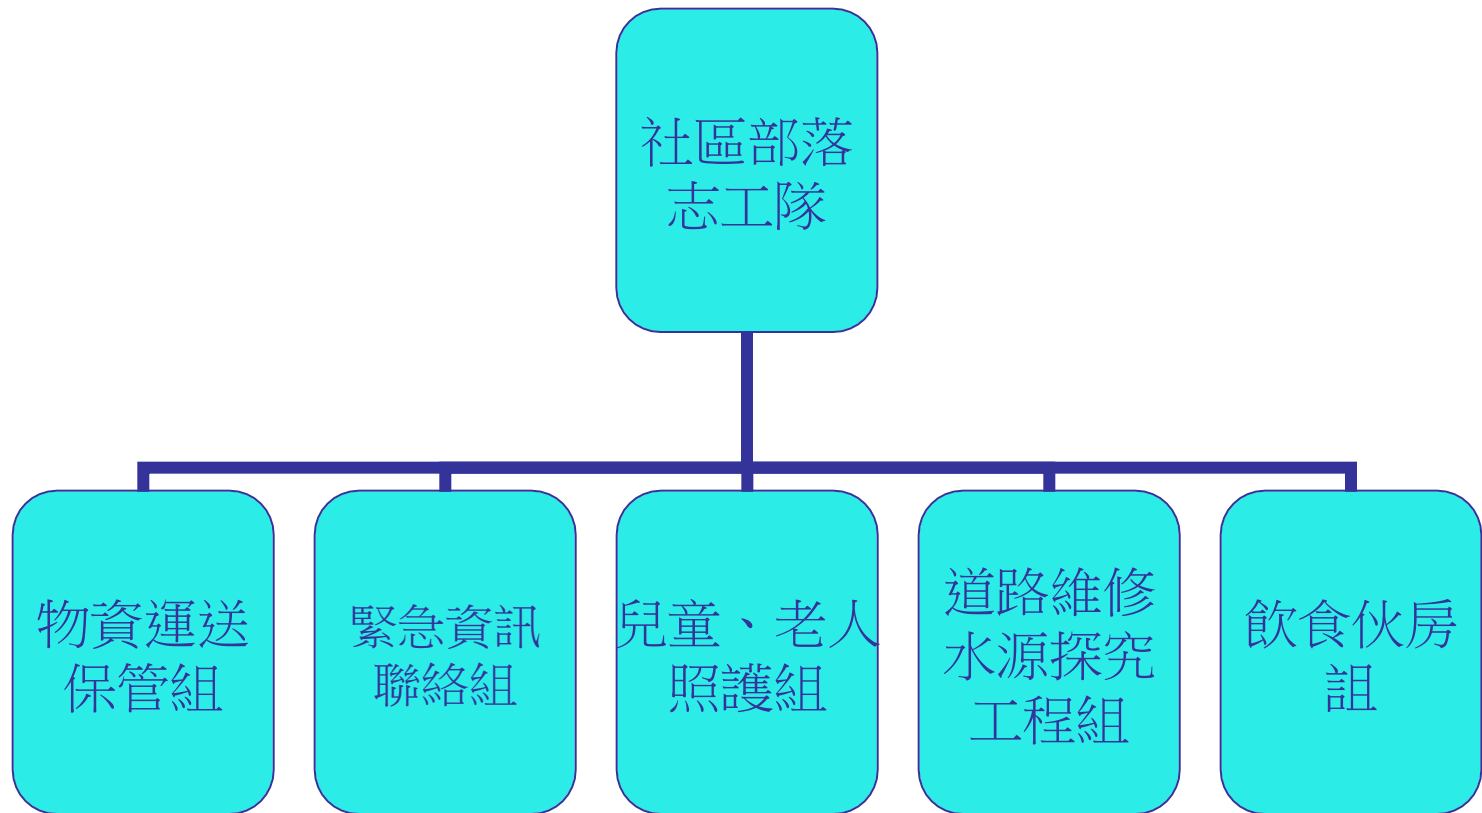 社區部落
志工隊
物資運送
保管組
緊急資訊
聯絡組
兒童、老人
照護組
道路維修
水源探究
工程組
飲食伙房
詛